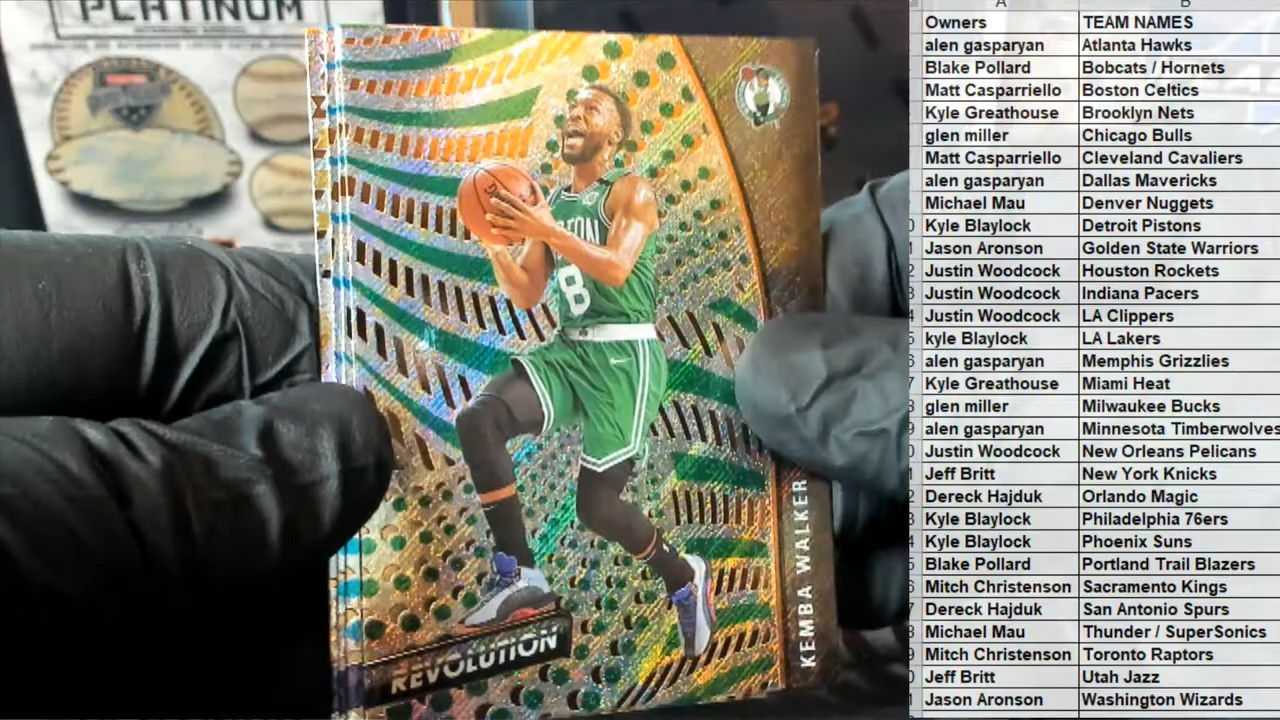 PLATINUM
8
REVOLUTION
KEMBA WALKER
A B
Owners TEAM NAMES
alen gasparyan Atlanta Hawks
Blake Pollard Bobcats / Hornets
Matt Casparriello Boston Celtics
Kyle Greathouse Brooklyn Nets
glen miller Chicago Bulls
Matt Casparriello Cleveland Cavaliers
alen gasparyan Dallas Mavericks
Michael Mau Denver Nuggets
Kyle Blaylock Detroit Pistons
Jason Aronson Golden State Warriors
Justin Woodcock Houston Rockets
Justin Woodcock Indiana Pacers
Justin Woodcock LA Clippers
kyle Blaylock LA Lakers
alen gasparyan Memphis Grizzlies
Kyle Greathouse Miami Heat
glen miller Milwaukee Bucks
alen gasparyan Minnesota Timberwolves
Justin Woodcock New Orleans Pelicans
Jeff Britt New York Knicks
Dereck Hajduk Orlando Magic
Kyle Blaylock Philadelphia 76ers
Kyle Blaylock Phoenix Suns
Blake Pollard Portland Trail Blazers
Mitch Christenson Sacramento Kings
Dereck Hajduk San Antonio Spurs
Michael Mau Thunder / SuperSonics
Mitch Christenson Toronto Raptors
Jeff Britt Utah Jazz
Jason Aronson Washington Wizards